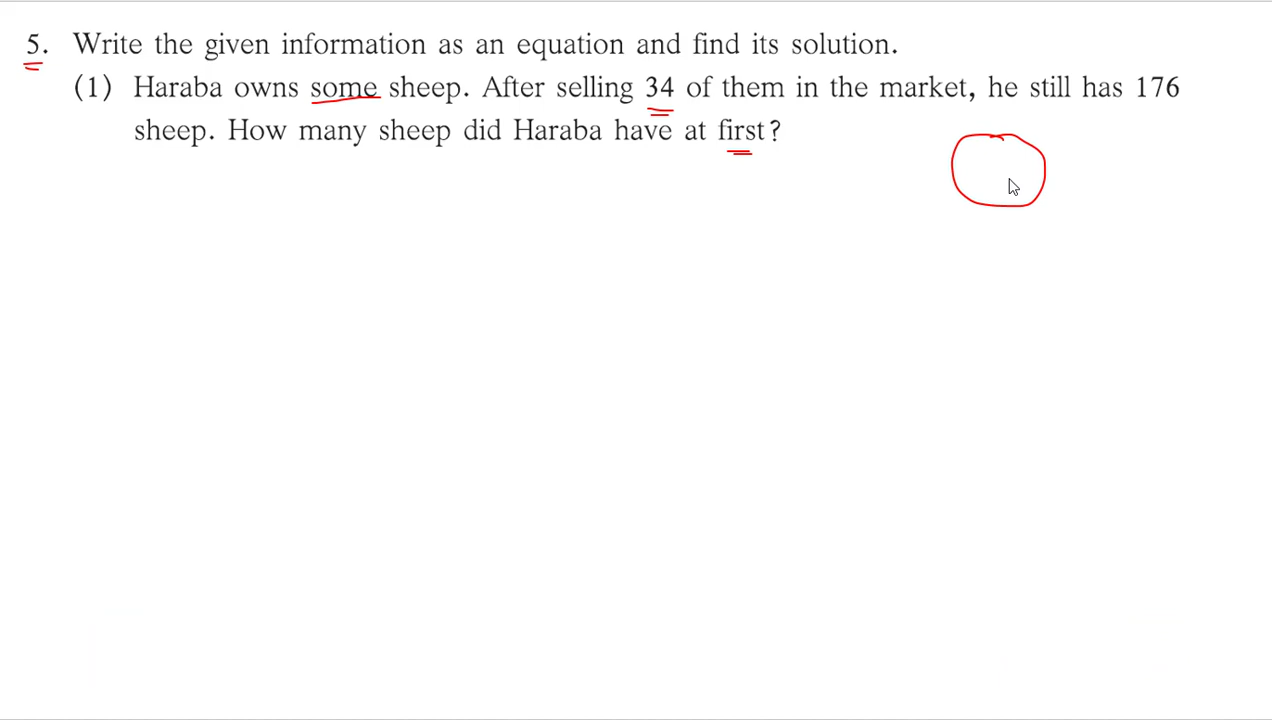 5. Write the given information as an equation and find its solution.
(1) Haraba owns some sheep. After selling 34 of them in the market, he still has 176
sheep. How many sheep did Haraba have at first?